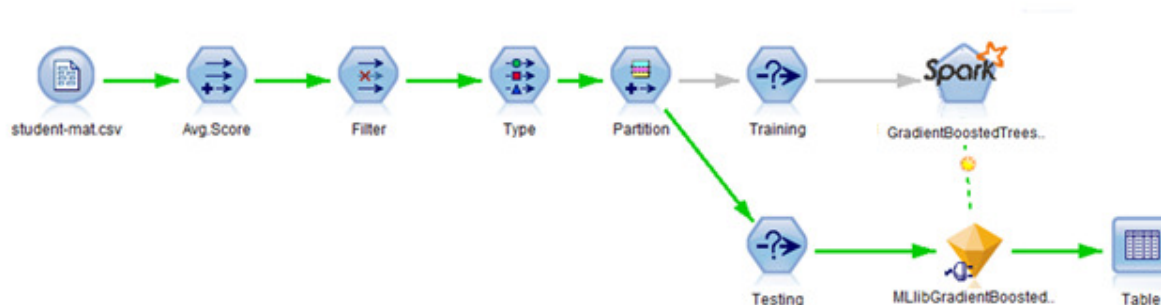 Spark
student-mat.csv
Avg.Score
Filter
Type
Partition
Training
GradientBoostedTrees..
Testing
MLlibGradientBoosted..
Table